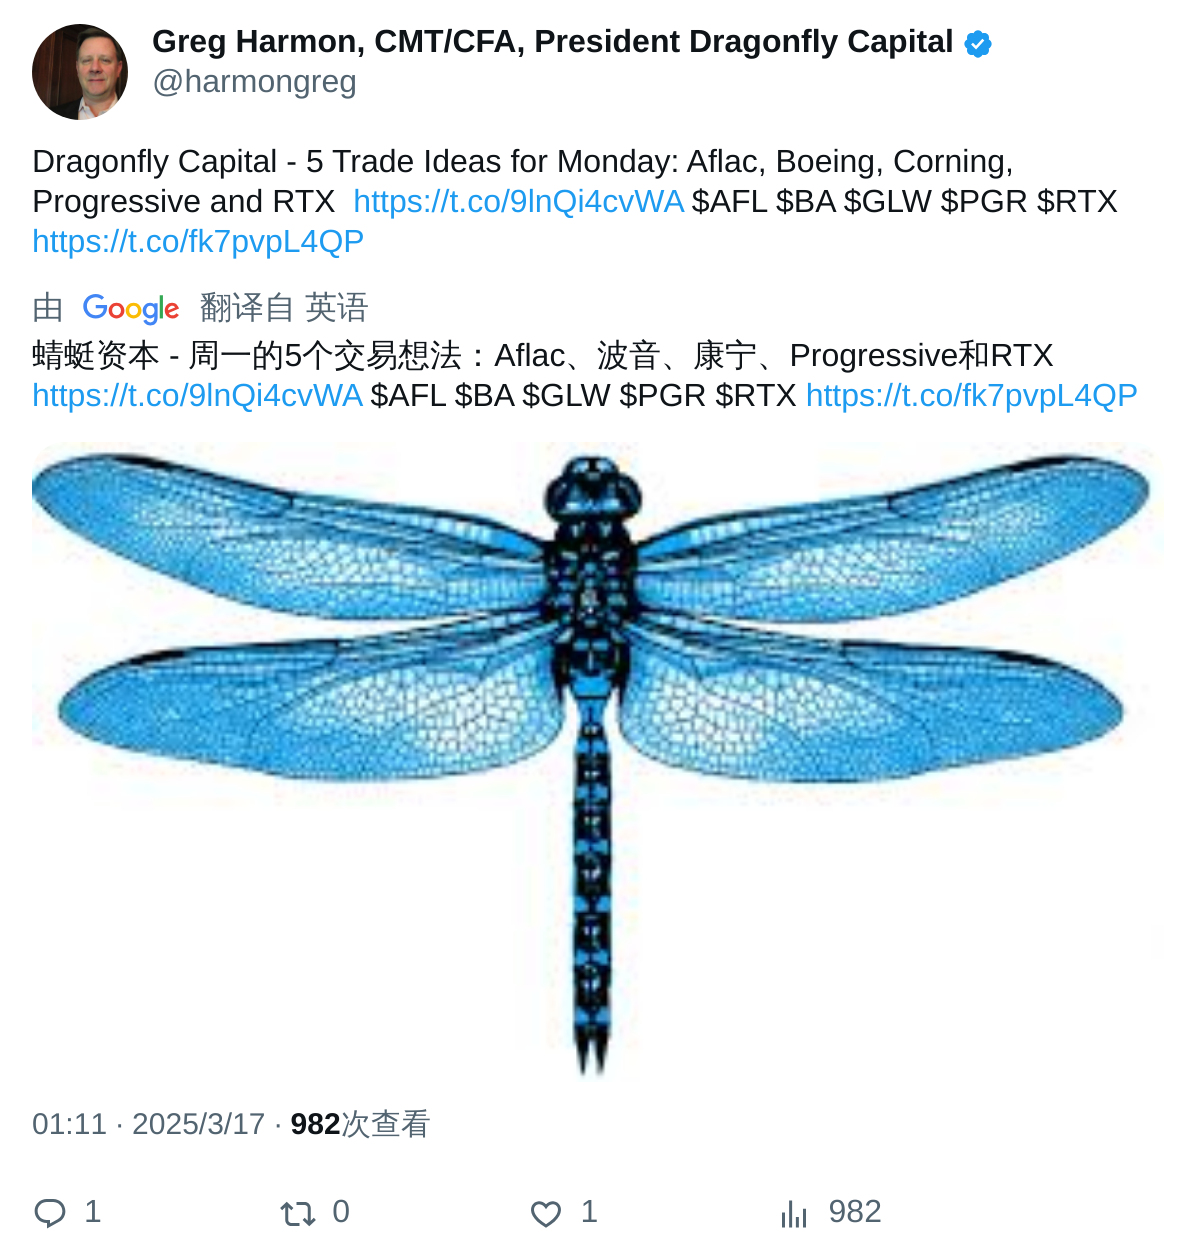 Greg Harmon, CMT/CFA, President Dragonfly Capital
@harmongreg
Dragonfly Capital - 5 Trade Ideas for Monday: Aflac, Boeing, Corning,
Progressive and RTX  https://t.co/9lnQi4cvWA $AFL $BA $GLW $PGR $RTX
https://t.co/fk7pvpL4QP
由 Google 翻译自 英语
蜻蜓资本 - 周一的5个交易想法：Aflac、波音、康宁、Progressive和RTX
https://t.co/9lnQi4cvWA $AFL $BA $GLW $PGR $RTX https://t.co/fk7pvpL4QP
01:11 · 2025/3/17 · 982次查看
1 0 1 982